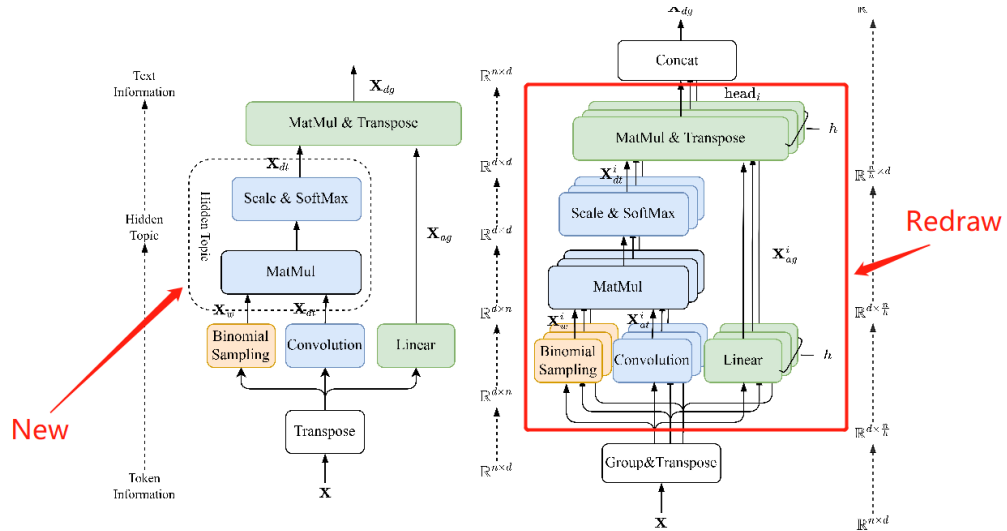 Text
Information
Hidden
Topic
Token
Information
New
X_dg
MatMul & Transpose
X_dt
Hidden Topic
Scale & SoftMax
X_ag
MatMul
X_w
Binomial
Sampling
Convolution
Linear
Transpose
X
ℝ^{n×d}
ℝ^{d×d}
ℝ^{d×d}
ℝ^{d×n}
ℝ^{d×n}
ℝ^{n×d}
X_dg
Concat
head_i
MatMul & Transpose
h
X^i_dt
Scale & SoftMax
X^i_ag
MatMul
X^i_w
X^i_at
Binomial
Sampling
Convolution
Linear
h
Group&Transpose
X
ℝ^{n/h×d}
ℝ^{d×n/h}
ℝ^{d×n/h}
ℝ^{n×d}
Redraw